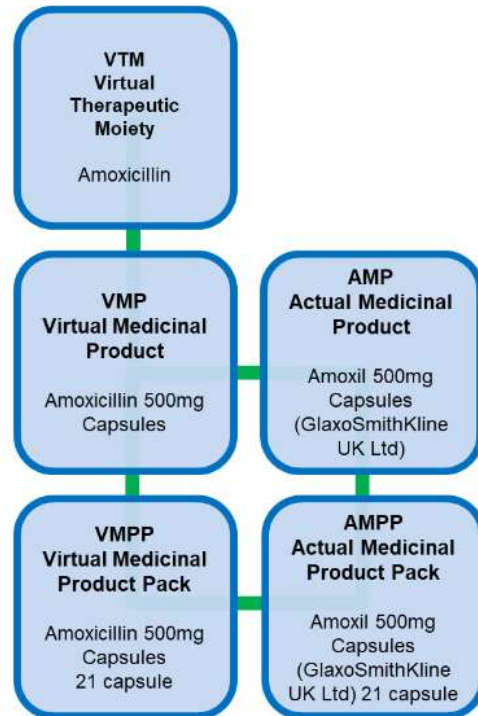 VTM
Virtual
Therapeutic
Moiety
Amoxicillin
VMP
Virtual Medicinal
Product
Amoxicillin 500mg
Capsules
AMP
Actual Medicinal
Product
Amoxil 500mg
Capsules
(GlaxoSmithKline
UK Ltd)
VMPP
Virtual Medicinal
Product Pack
Amoxicillin 500mg
Capsules
21 capsule
AMPP
Actual Medicinal
Product Pack
Amoxil 500mg
Capsules
(GlaxoSmithKline
UK Ltd) 21 capsule